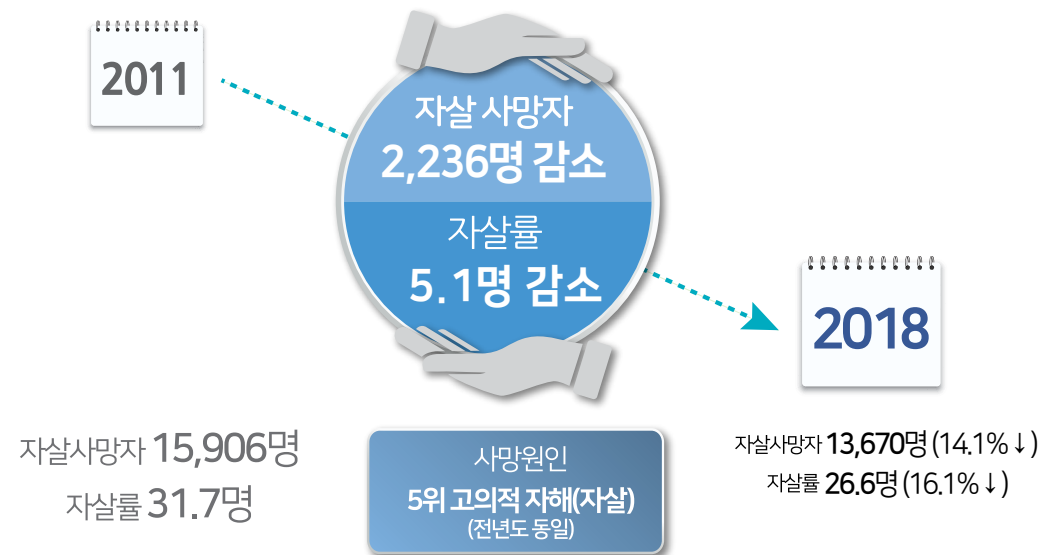 2011
자살 사망자
2,236명 감소
자살률
5.1명 감소
2018
자살사망자 15,906명
자살률 31.7명
사망원인
5위 고의적 자해(자살)
(전년도 동일)
자살사망자 13,670명(14.1%↓)
자살률 26.6명(16.1%↓)